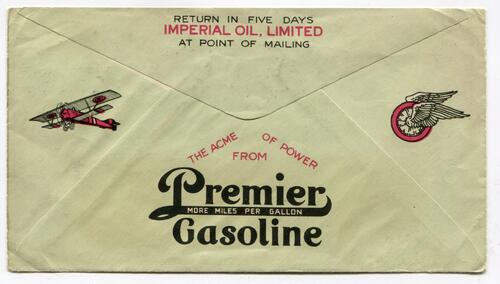 RETURN IN FIVE DAYS
IMPERIAL OIL, LIMITED
AT POINT OF MAILING
THE ACME OF POWER
FROM
Premier
MORE MILES PER GALLON
Gasoline